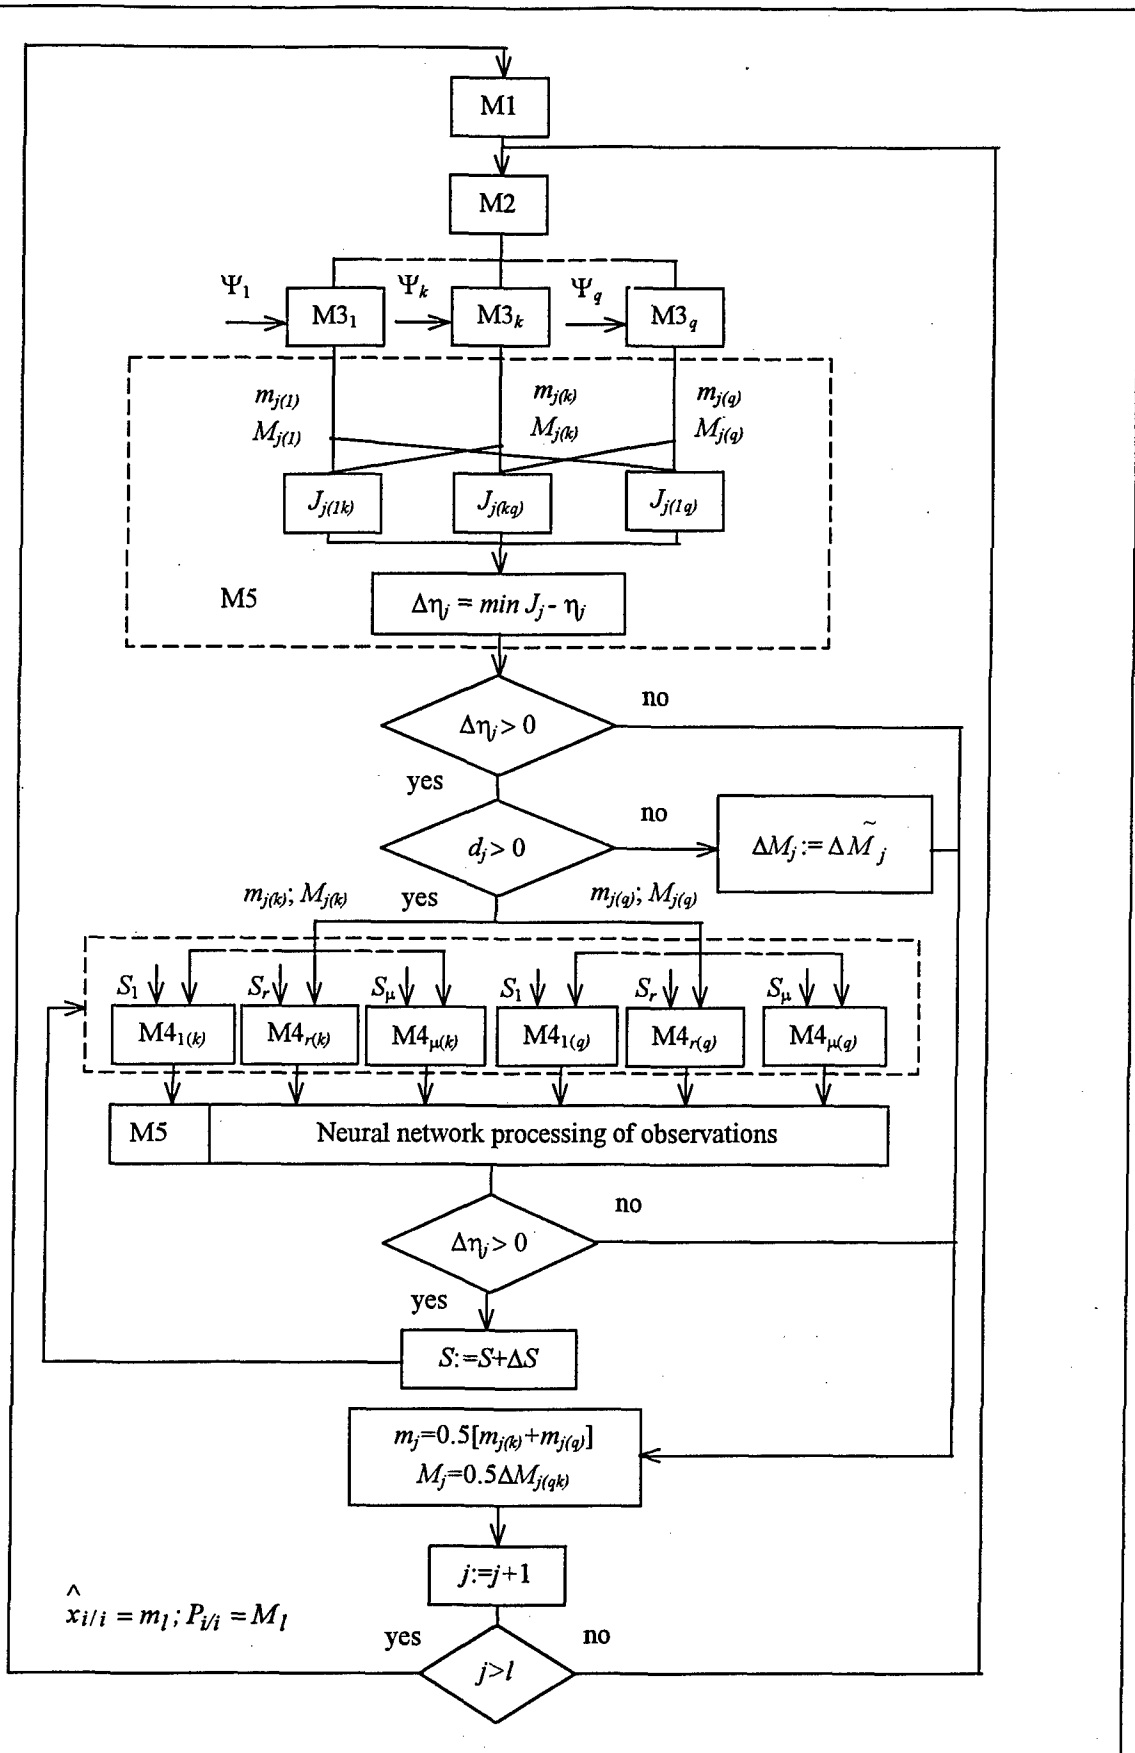 M1
M2
Ψ1 Ψk Ψq
M31 M3k M3q
mj(1) mj(k) mj(q)
Mj(1) Mj(k) Mj(q)
Jj(1k) Jj(kq) Jj(1q)
M5 Δηj = min Jj - ηj
no
Δηj > 0
yes
no
dj > 0 ΔMj := ΔM̃j
mj(k); Mj(k) yes mj(q); Mj(q)
S1 Sr Sμ S1 Sr Sμ
M41(k) M4r(k) M4μ(k) M41(q) M4r(q) M4μ(q)
M5 Neural network processing of observations
no
Δηj > 0
yes
S:=S+ΔS
mj=0.5[mj(k)+mj(q)]
Mj=0.5ΔMj(qk)
j:=j+1
x̂i/i = ml; Pi/i = Ml
yes no
j>l